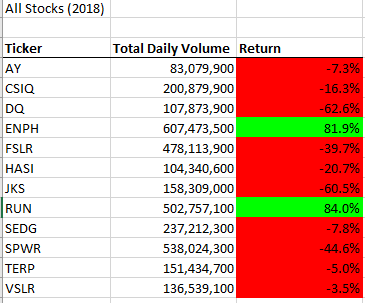 All Stocks (2018)
Ticker Total Daily Volume Return
AY 83,079,900 -7.3%
CSIQ 200,879,900 -16.3%
DQ 107,873,900 -62.6%
ENPH 607,473,500 81.9%
FSLR 478,113,900 -39.7%
HASI 104,340,600 -20.7%
JKS 158,309,000 -60.5%
RUN 502,757,100 84.0%
SEDG 237,212,300 -7.8%
SPWR 538,024,300 -44.6%
TERP 151,434,700 -5.0%
VSLR 136,539,100 -3.5%